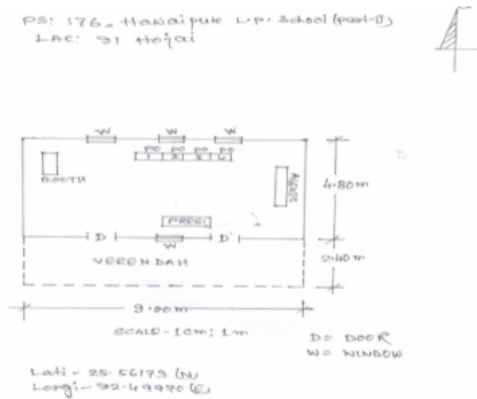 PS: 176, Hawaipute L.P. School (part-II)
LAC: 91 Hojai
W W W
PO PO PO PO
1 2 3 4
BOOTH
AGENT
4.80m
PRESI
D W D
VERENDAH
2.40m
9.00m
SCALE - 1cm; 1m
D = DOOR
W = WINDOW
Lati - 25.56173 (N)
Longi - 92.49970 (E)